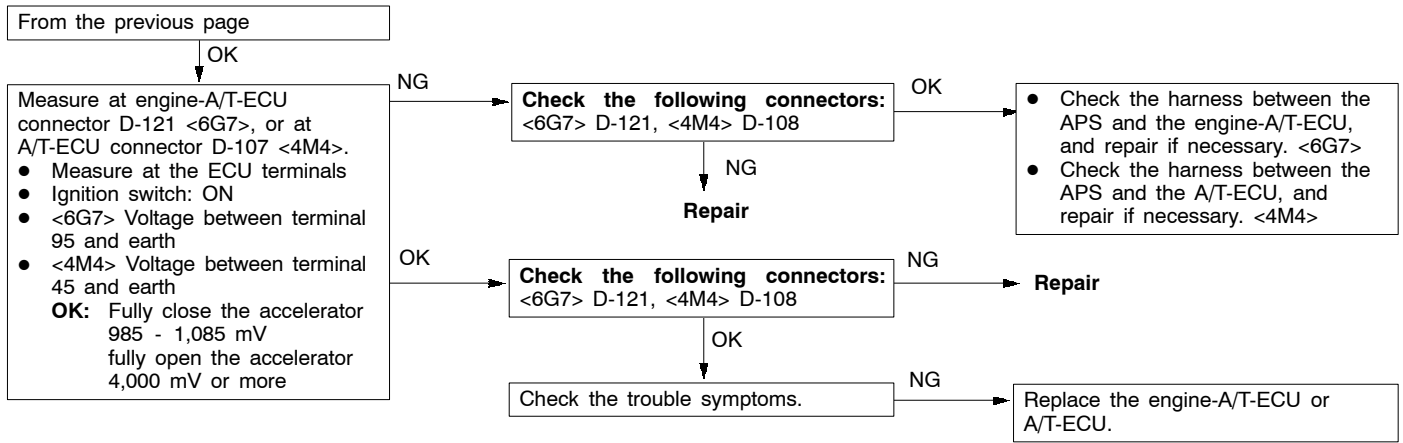 From the previous page
OK
Measure at engine-A/T-ECU
connector D-121 <6G7>, or at
A/T-ECU connector D-107 <4M4>.
● Measure at the ECU terminals
● Ignition switch: ON
● <6G7> Voltage between terminal
95 and earth
● <4M4> Voltage between terminal
45 and earth
OK: Fully close the accelerator
985 - 1,085 mV
fully open the accelerator
4,000 mV or more
NG
Check the following connectors:
<6G7> D-121, <4M4> D-108
OK
● Check the harness between the
APS and the engine-A/T-ECU,
and repair if necessary. <6G7>
● Check the harness between the
APS and the A/T-ECU, and
repair if necessary. <4M4>
NG
Repair
OK
Check the following connectors:
<6G7> D-121, <4M4> D-108
NG
Repair
OK
Check the trouble symptoms.
NG
Replace the engine-A/T-ECU or
A/T-ECU.